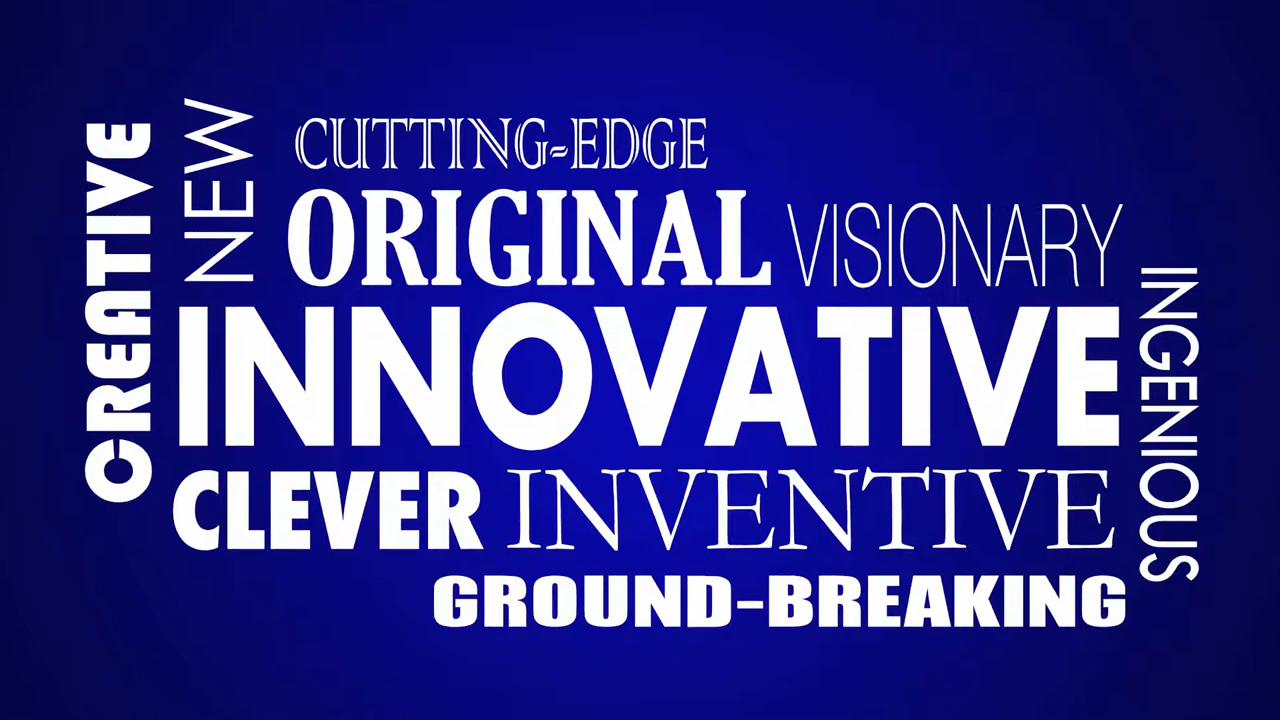 CREATIVE
NEW
CUTTING-EDGE
ORIGINAL VISIONARY
INNOVATIVE
INGENIOUS
CLEVER INVENTIVE
GROUND-BREAKING